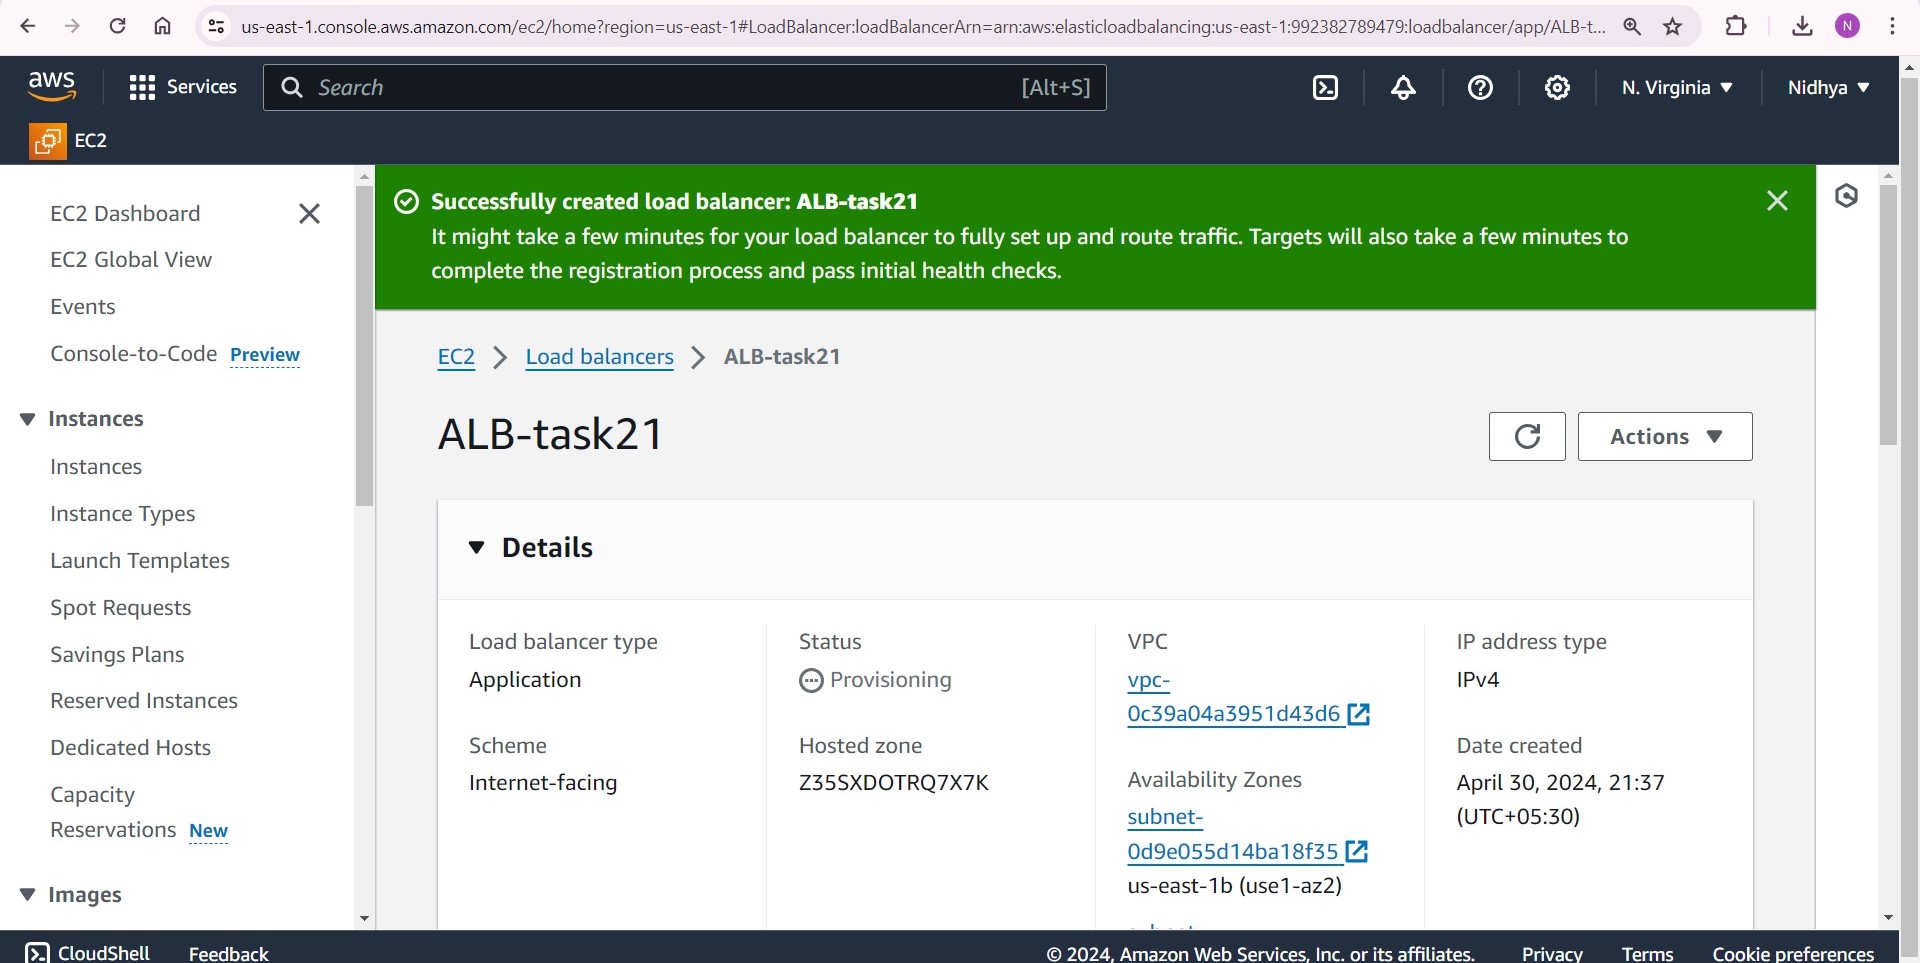 us-east-1.console.aws.amazon.com/ec2/home?region=us-east-1#LoadBalancer:loadBalancerArn=arn:aws:elasticloadbalancing:us-east-1:992382789479:loadbalancer/app/ALB-t...
N
aws
Services
Search
[Alt+S]
N. Virginia
Nidhya
EC2
EC2 Dashboard
EC2 Global View
Events
Console-to-Code Preview
Instances
Instances
Instance Types
Launch Templates
Spot Requests
Savings Plans
Reserved Instances
Dedicated Hosts
Capacity
Reservations New
Images
Successfully created load balancer: ALB-task21
It might take a few minutes for your load balancer to fully set up and route traffic. Targets will also take a few minutes to
complete the registration process and pass initial health checks.
EC2 > Load balancers > ALB-task21
ALB-task21
Actions
Details
Load balancer type
Application
Scheme
Internet-facing
Status
Provisioning
Hosted zone
Z35SXDOTRQ7X7K
VPC
vpc-
0c39a04a3951d43d6
Availability Zones
subnet-
0d9e055d14ba18f35
us-east-1b (use1-az2)
IP address type
IPv4
Date created
April 30, 2024, 21:37
(UTC+05:30)
CloudShell
Feedback
© 2024, Amazon Web Services, Inc. or its affiliates.
Privacy
Terms
Cookie preferences